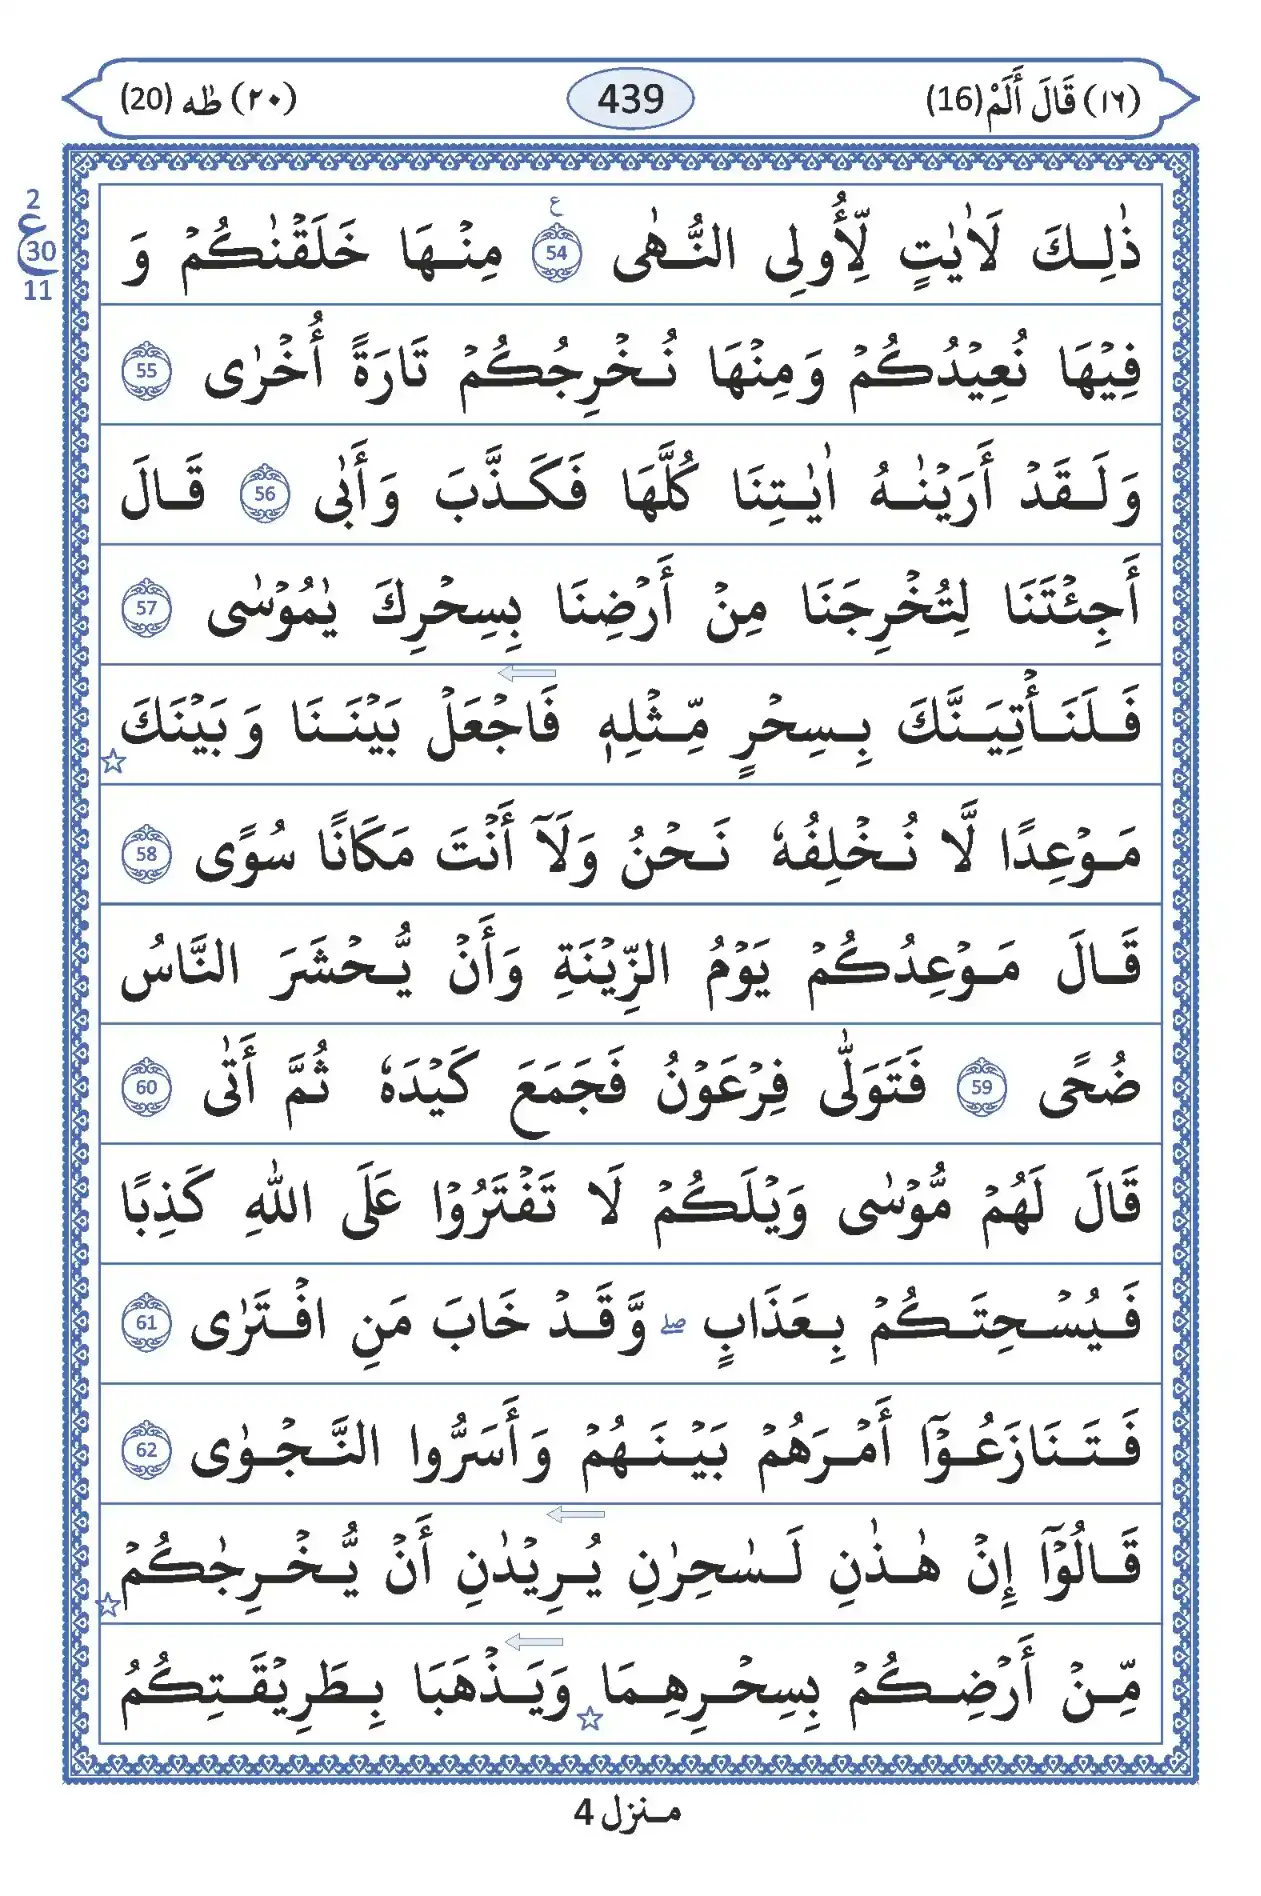 (١٦) قَالَ أَلَمْ (16) 439 (٢٠) طٰه (20)
ع
2
ع
30
11
ذٰلِكَ لَاٰيٰتٍ لِّأُولِى النُّهٰى 54 مِنْهَا خَلَقْنٰكُمْ وَ
فِيْهَا نُعِيْدُكُمْ وَمِنْهَا نُخْرِجُكُمْ تَارَةً أُخْرٰى 55
وَلَقَدْ أَرَيْنٰهُ اٰيٰتِنَا كُلَّهَا فَكَذَّبَ وَأَبٰى 56 قَالَ
أَجِئْتَنَا لِتُخْرِجَنَا مِنْ أَرْضِنَا بِسِحْرِكَ يٰمُوْسٰى 57
فَلَنَأْتِيَنَّكَ بِسِحْرٍ مِّثْلِهٖ فَاجْعَلْ بَيْنَنَا وَبَيْنَكَ
مَوْعِدًا لَّا نُخْلِفُهٗ نَحْنُ وَلَآ أَنْتَ مَكَانًا سُوًى 58
قَالَ مَوْعِدُكُمْ يَوْمُ الزِّيْنَةِ وَأَنْ يُّحْشَرَ النَّاسُ
ضُحًى 59 فَتَوَلّٰى فِرْعَوْنُ فَجَمَعَ كَيْدَهٗ ثُمَّ أَتٰى 60
قَالَ لَهُمْ مُّوْسٰى وَيْلَكُمْ لَا تَفْتَرُوْا عَلَى اللّٰهِ كَذِبًا
فَيُسْحِتَكُمْ بِعَذَابٍ ۖ وَّقَدْ خَابَ مَنِ افْتَرٰى 61
فَتَنَازَعُوْٓا أَمْرَهُمْ بَيْنَهُمْ وَأَسَرُّوا النَّجْوٰى 62
قَالُوْٓا إِنْ هٰذٰنِ لَسٰحِرٰنِ يُرِيْدٰنِ أَنْ يُّخْرِجٰكُمْ
مِّنْ أَرْضِكُمْ بِسِحْرِهِمَا وَيَذْهَبَا بِطَرِيْقَتِكُمُ
منزل 4